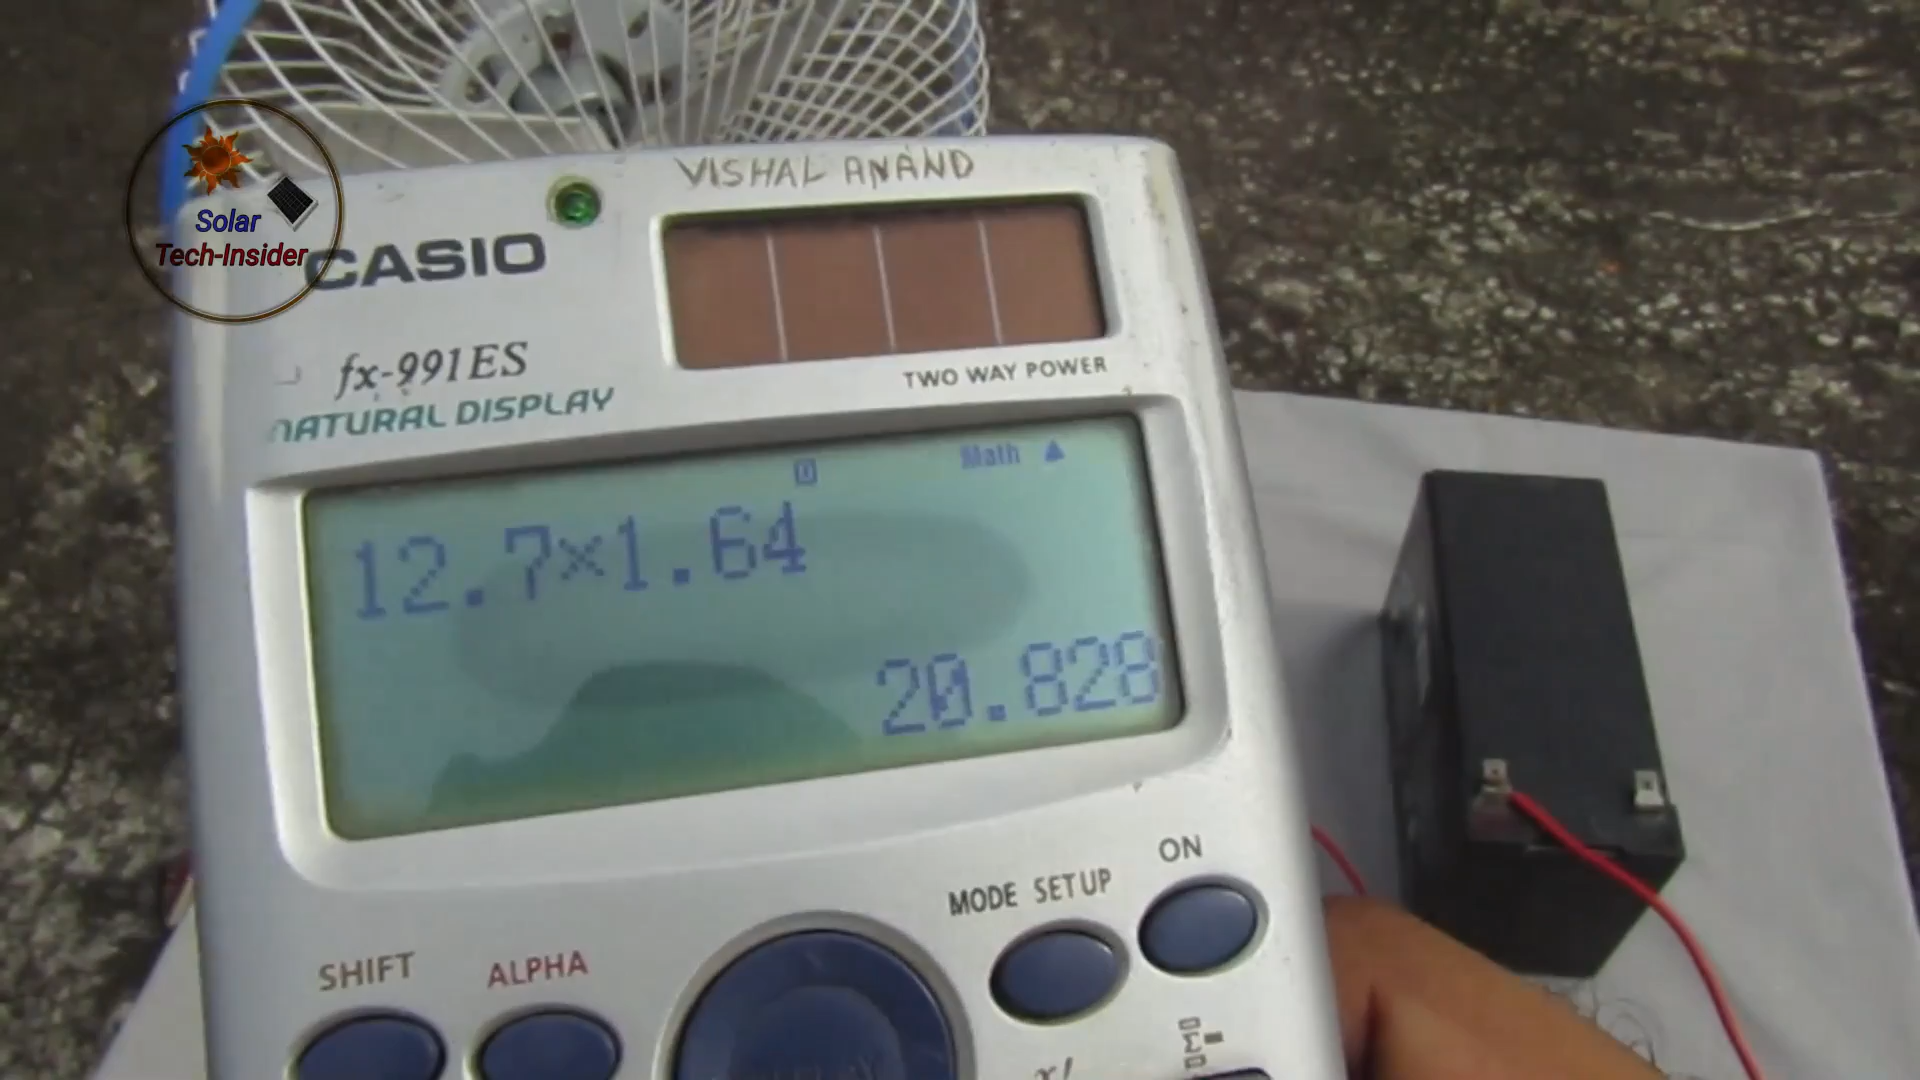 VISHAL ANAND
Solar
Tech-Insider
CASIO
fx-991ES
TWO WAY POWER
NATURAL DISPLAY
D Math ▲
12.7×1.64
20.828
ON
MODE SETUP
SHIFT
ALPHA